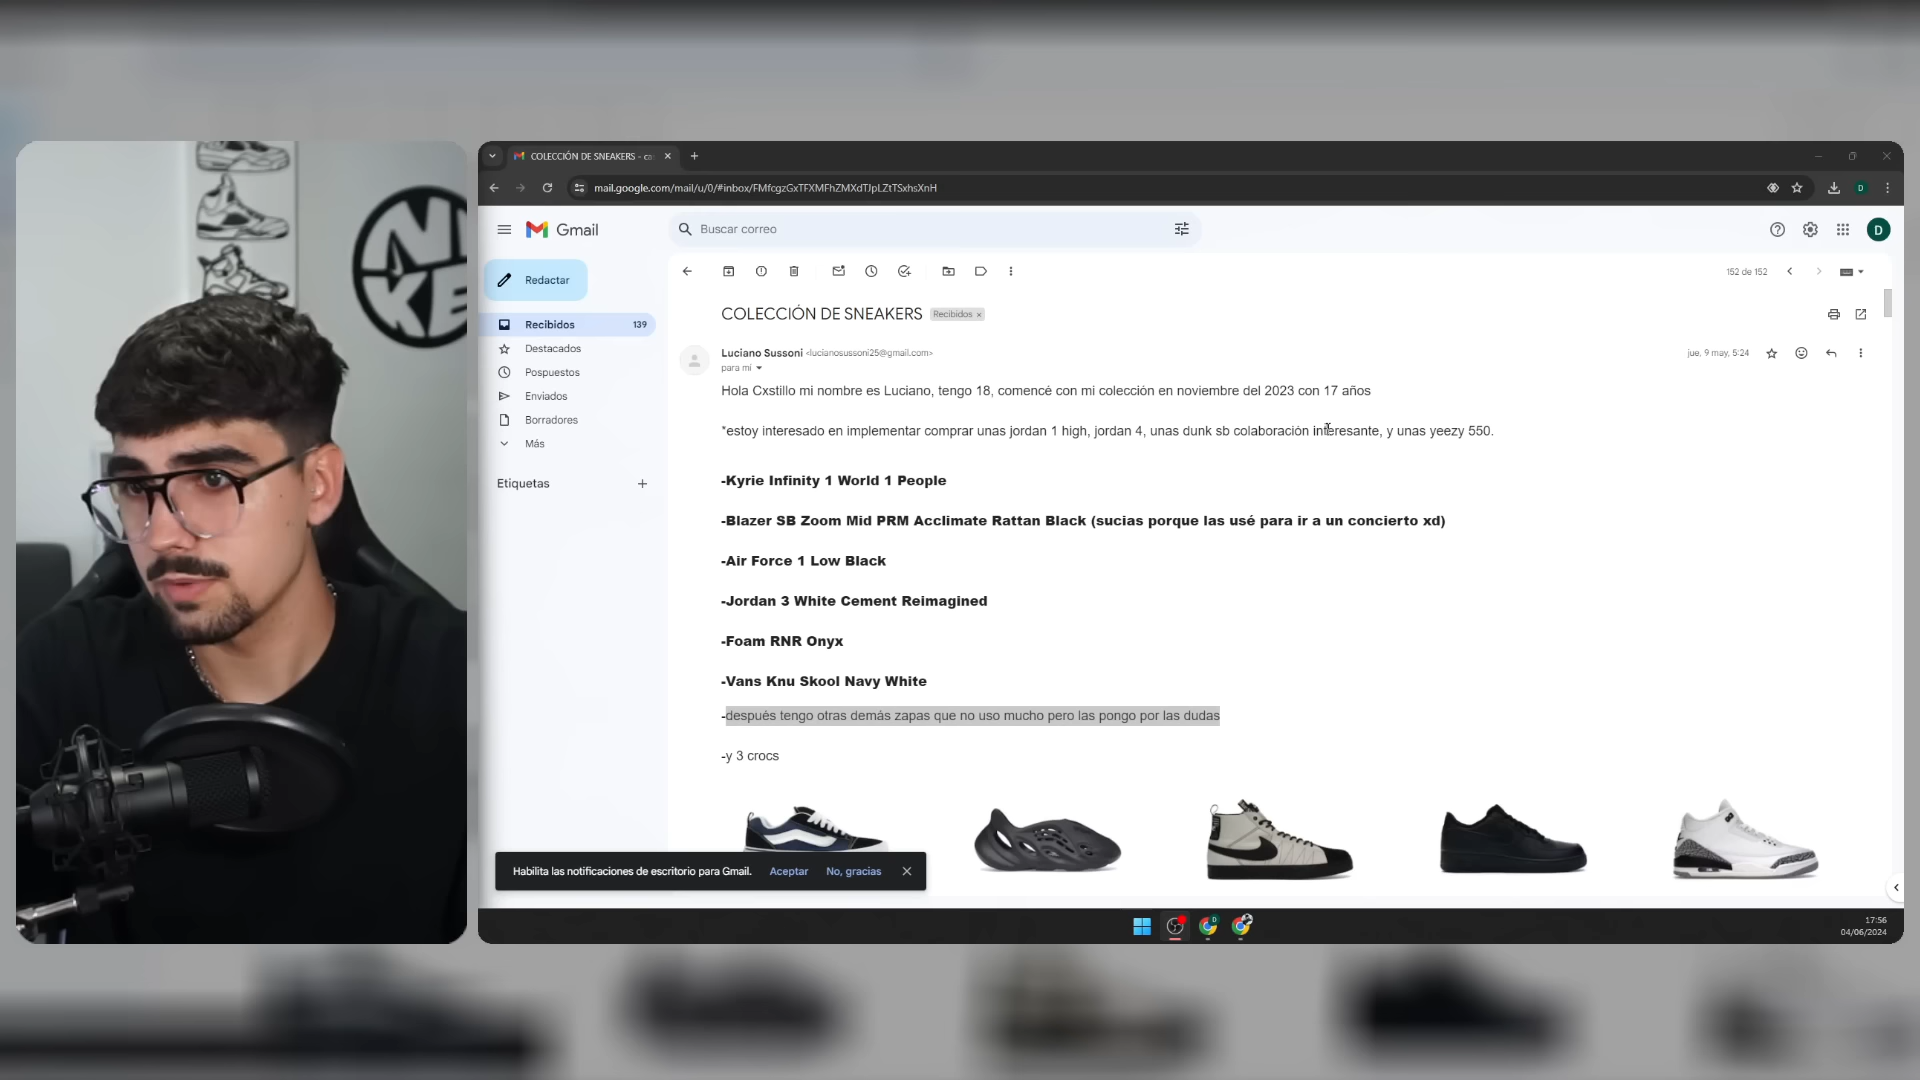 COLECCIÓN DE SNEAKERS - ca
mail.google.com/mail/u/0/#inbox/FMfcgzGxTFXMFhZMXdTJpLZtTSxhsXnH
D
Gmail
Buscar correo
D
Redactar
152 de 152
COLECCIÓN DE SNEAKERS Recibidos ×
Recibidos 139
Destacados
Pospuestos
Enviados
Borradores
Más
Etiquetas
Luciano Sussoni <lucianosussoni25@gmail.com>
jue, 9 may, 5:24
para mí
Hola Cxstillo mi nombre es Luciano, tengo 18, comencé con mi colección en noviembre del 2023 con 17 años
*estoy interesado en implementar comprar unas jordan 1 high, jordan 4, unas dunk sb colaboración interesante, y unas yeezy 550.
-Kyrie Infinity 1 World 1 People
-Blazer SB Zoom Mid PRM Acclimate Rattan Black (sucias porque las usé para ir a un concierto xd)
-Air Force 1 Low Black
-Jordan 3 White Cement Reimagined
-Foam RNR Onyx
-Vans Knu Skool Navy White
-después tengo otras demás zapas que no uso mucho pero las pongo por las dudas
-y 3 crocs
Habilita las notificaciones de escritorio para Gmail. Aceptar No, gracias
17:56
04/06/2024